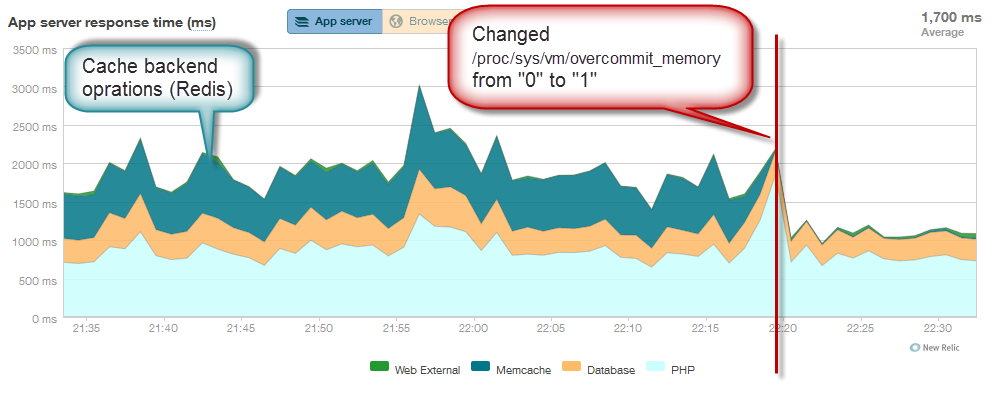 App server response time (ms)
App server
Browser
1,700 ms
Average
3500 ms
3000 ms
2500 ms
2000 ms
1500 ms
1000 ms
500 ms
0 ms
Cache backend
oprations (Redis)
Changed
/proc/sys/vm/overcommit_memory
from "0" to "1"
21:35
21:40
21:45
21:50
21:55
22:00
22:05
22:10
22:15
22:20
22:25
22:30
New Relic
Web External
Memcache
Database
PHP